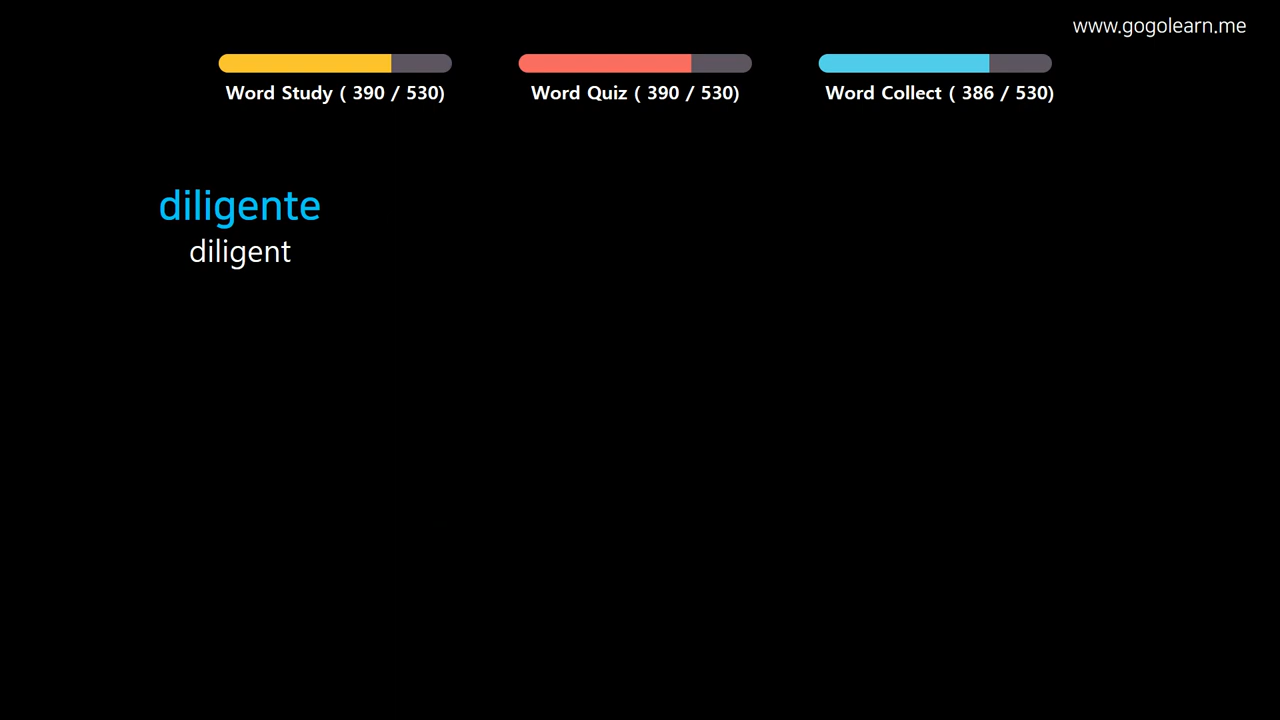 www.gogolearn.me
Word Study ( 390 / 530)
Word Quiz ( 390 / 530)
Word Collect ( 386 / 530)
diligente
diligent